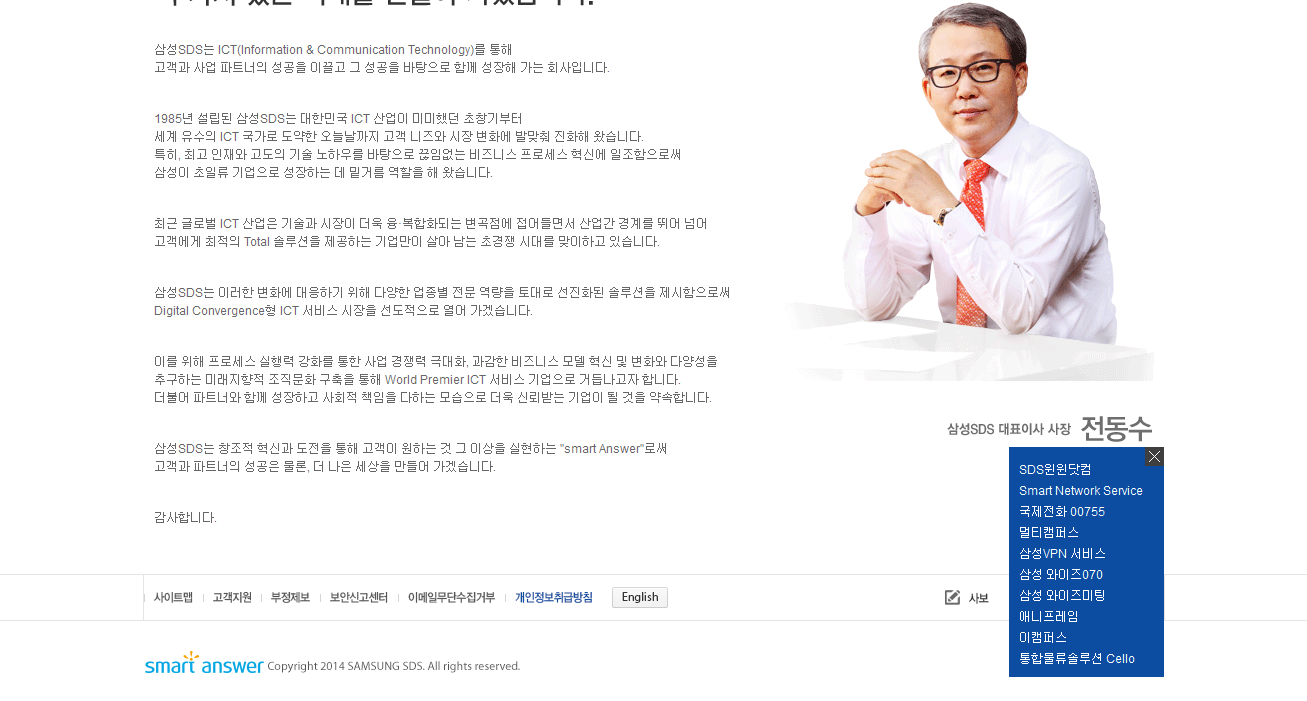 삼성SDS는 ICT(Information & Communication Technology)를 통해
고객과 사업 파트너의 성공을 이끌고 그 성공을 바탕으로 함께 성장해 가는 회사입니다.
1985년 설립된 삼성SDS는 대한민국 ICT 산업이 미미했던 초창기부터
세계 유수의 ICT 국가로 도약한 오늘날까지 고객 니즈와 시장 변화에 발맞춰 진화해 왔습니다.
특히, 최고 인재와 고도의 기술 노하우를 바탕으로 끊임없는 비즈니스 프로세스 혁신에 일조함으로써
삼성이 초일류 기업으로 성장하는 데 밑거름 역할을 해 왔습니다.
최근 글로벌 ICT 산업은 기술과 시장이 더욱 융·복합화되는 변곡점에 접어들면서 산업간 경계를 뛰어 넘어
고객에게 최적의 Total 솔루션을 제공하는 기업만이 살아 남는 초경쟁 시대를 맞이하고 있습니다.
삼성SDS는 이러한 변화에 대응하기 위해 다양한 업종별 전문 역량을 토대로 선진화된 솔루션을 제시함으로써
Digital Convergence형 ICT 서비스 시장을 선도적으로 열어 가겠습니다.
이를 위해 프로세스 실행력 강화를 통한 사업 경쟁력 극대화, 과감한 비즈니스 모델 혁신 및 변화와 다양성을
추구하는 미래지향적 조직문화 구축을 통해 World Premier ICT 서비스 기업으로 거듭나고자 합니다.
더불어 파트너와 함께 성장하고 사회적 책임을 다하는 모습으로 더욱 신뢰받는 기업이 될 것을 약속합니다.
삼성SDS는 창조적 혁신과 도전을 통해 고객이 원하는 것 그 이상을 실현하는 "smart Answer"로써
고객과 파트너의 성공은 물론, 더 나은 세상을 만들어 가겠습니다.
감사합니다.
삼성SDS 대표이사 사장 전동수
SDS윈윈닷컴
Smart Network Service
국제전화 00755
멀티캠퍼스
삼성VPN 서비스
삼성 와이즈070
삼성 와이즈미팅
애니프레임
이캠퍼스
통합물류솔루션 Cello
사이트맵 고객지원 부정제보 보안신고센터 이메일무단수집거부 개인정보취급방침 English 사보
smart answer Copyright 2014 SAMSUNG SDS. All rights reserved.